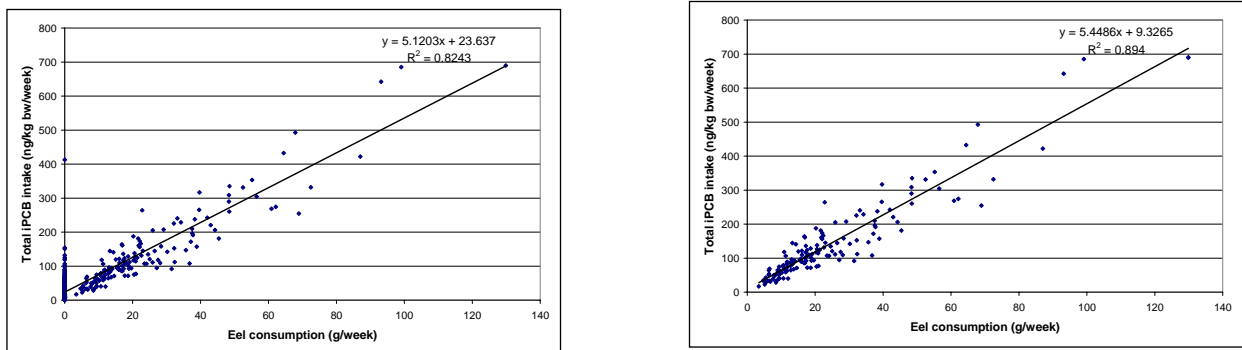 Total iPCB intake (ng/kg bw/week)
800
700
600
500
400
300
200
100
0
y = 5.1203x + 23.637
R² = 0.8243
0 20 40 60 80 100 120 140
Eel consumption (g/week)
Total iPCB intake (ng/kg bw/week)
800
700
600
500
400
300
200
100
0
y = 5.4486x + 9.3265
R² = 0.894
0 20 40 60 80 100 120 140
Eel consumption (g/week)